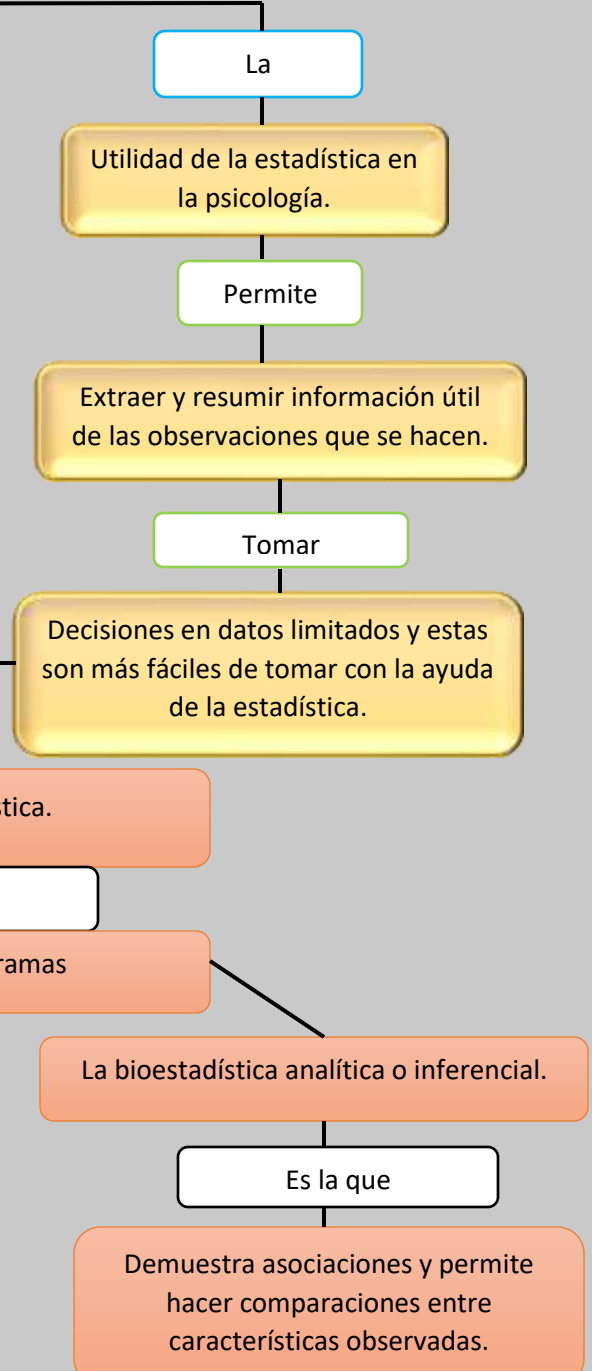 La
Utilidad de la estadística en
la psicología.
Permite
Extraer y resumir información útil
de las observaciones que se hacen.
Tomar
Decisiones en datos limitados y estas
son más fáciles de tomar con la ayuda
de la estadística.
stica.
ramas
La bioestadística analítica o inferencial.
Es la que
Demuestra asociaciones y permite
hacer comparaciones entre
características observadas.